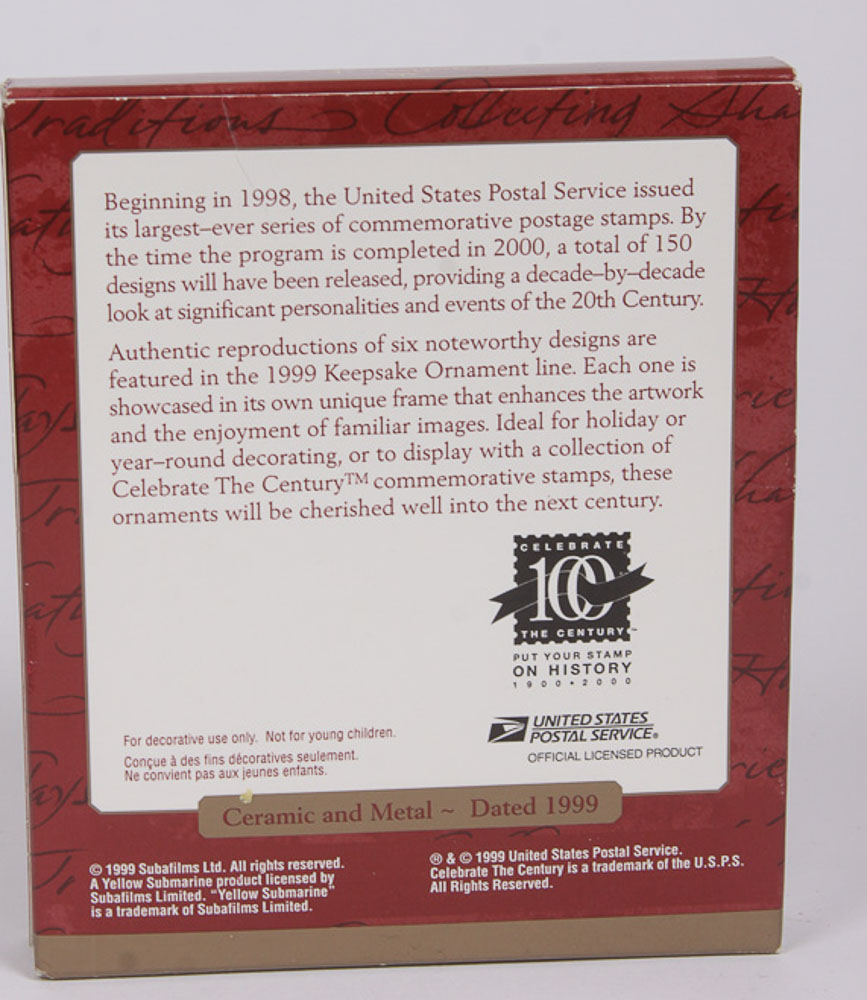 Traditions Collecting Sha
Beginning in 1998, the United States Postal Service issued
its largest–ever series of commemorative postage stamps. By
the time the program is completed in 2000, a total of 150
designs will have been released, providing a decade–by–decade
look at significant personalities and events of the 20th Century.
Authentic reproductions of six noteworthy designs are
featured in the 1999 Keepsake Ornament line. Each one is
showcased in its own unique frame that enhances the artwork
and the enjoyment of familiar images. Ideal for holiday or
year–round decorating, or to display with a collection of
Celebrate The Century™ commemorative stamps, these
ornaments will be cherished well into the next century.
CELEBRATE
100
THE CENTURY™
PUT YOUR STAMP
ON HISTORY
1900•2000
UNITED STATES
POSTAL SERVICE®
OFFICIAL LICENSED PRODUCT
For decorative use only. Not for young children.
Conçue à des fins décoratives seulement.
Ne convient pas aux jeunes enfants.
Ceramic and Metal ~ Dated 1999
© 1999 Subafilms Ltd. All rights reserved.
A Yellow Submarine product licensed by
Subafilms Limited. "Yellow Submarine"
is a trademark of Subafilms Limited.
® & © 1999 United States Postal Service.
Celebrate The Century is a trademark of the U.S.P.S.
All Rights Reserved.